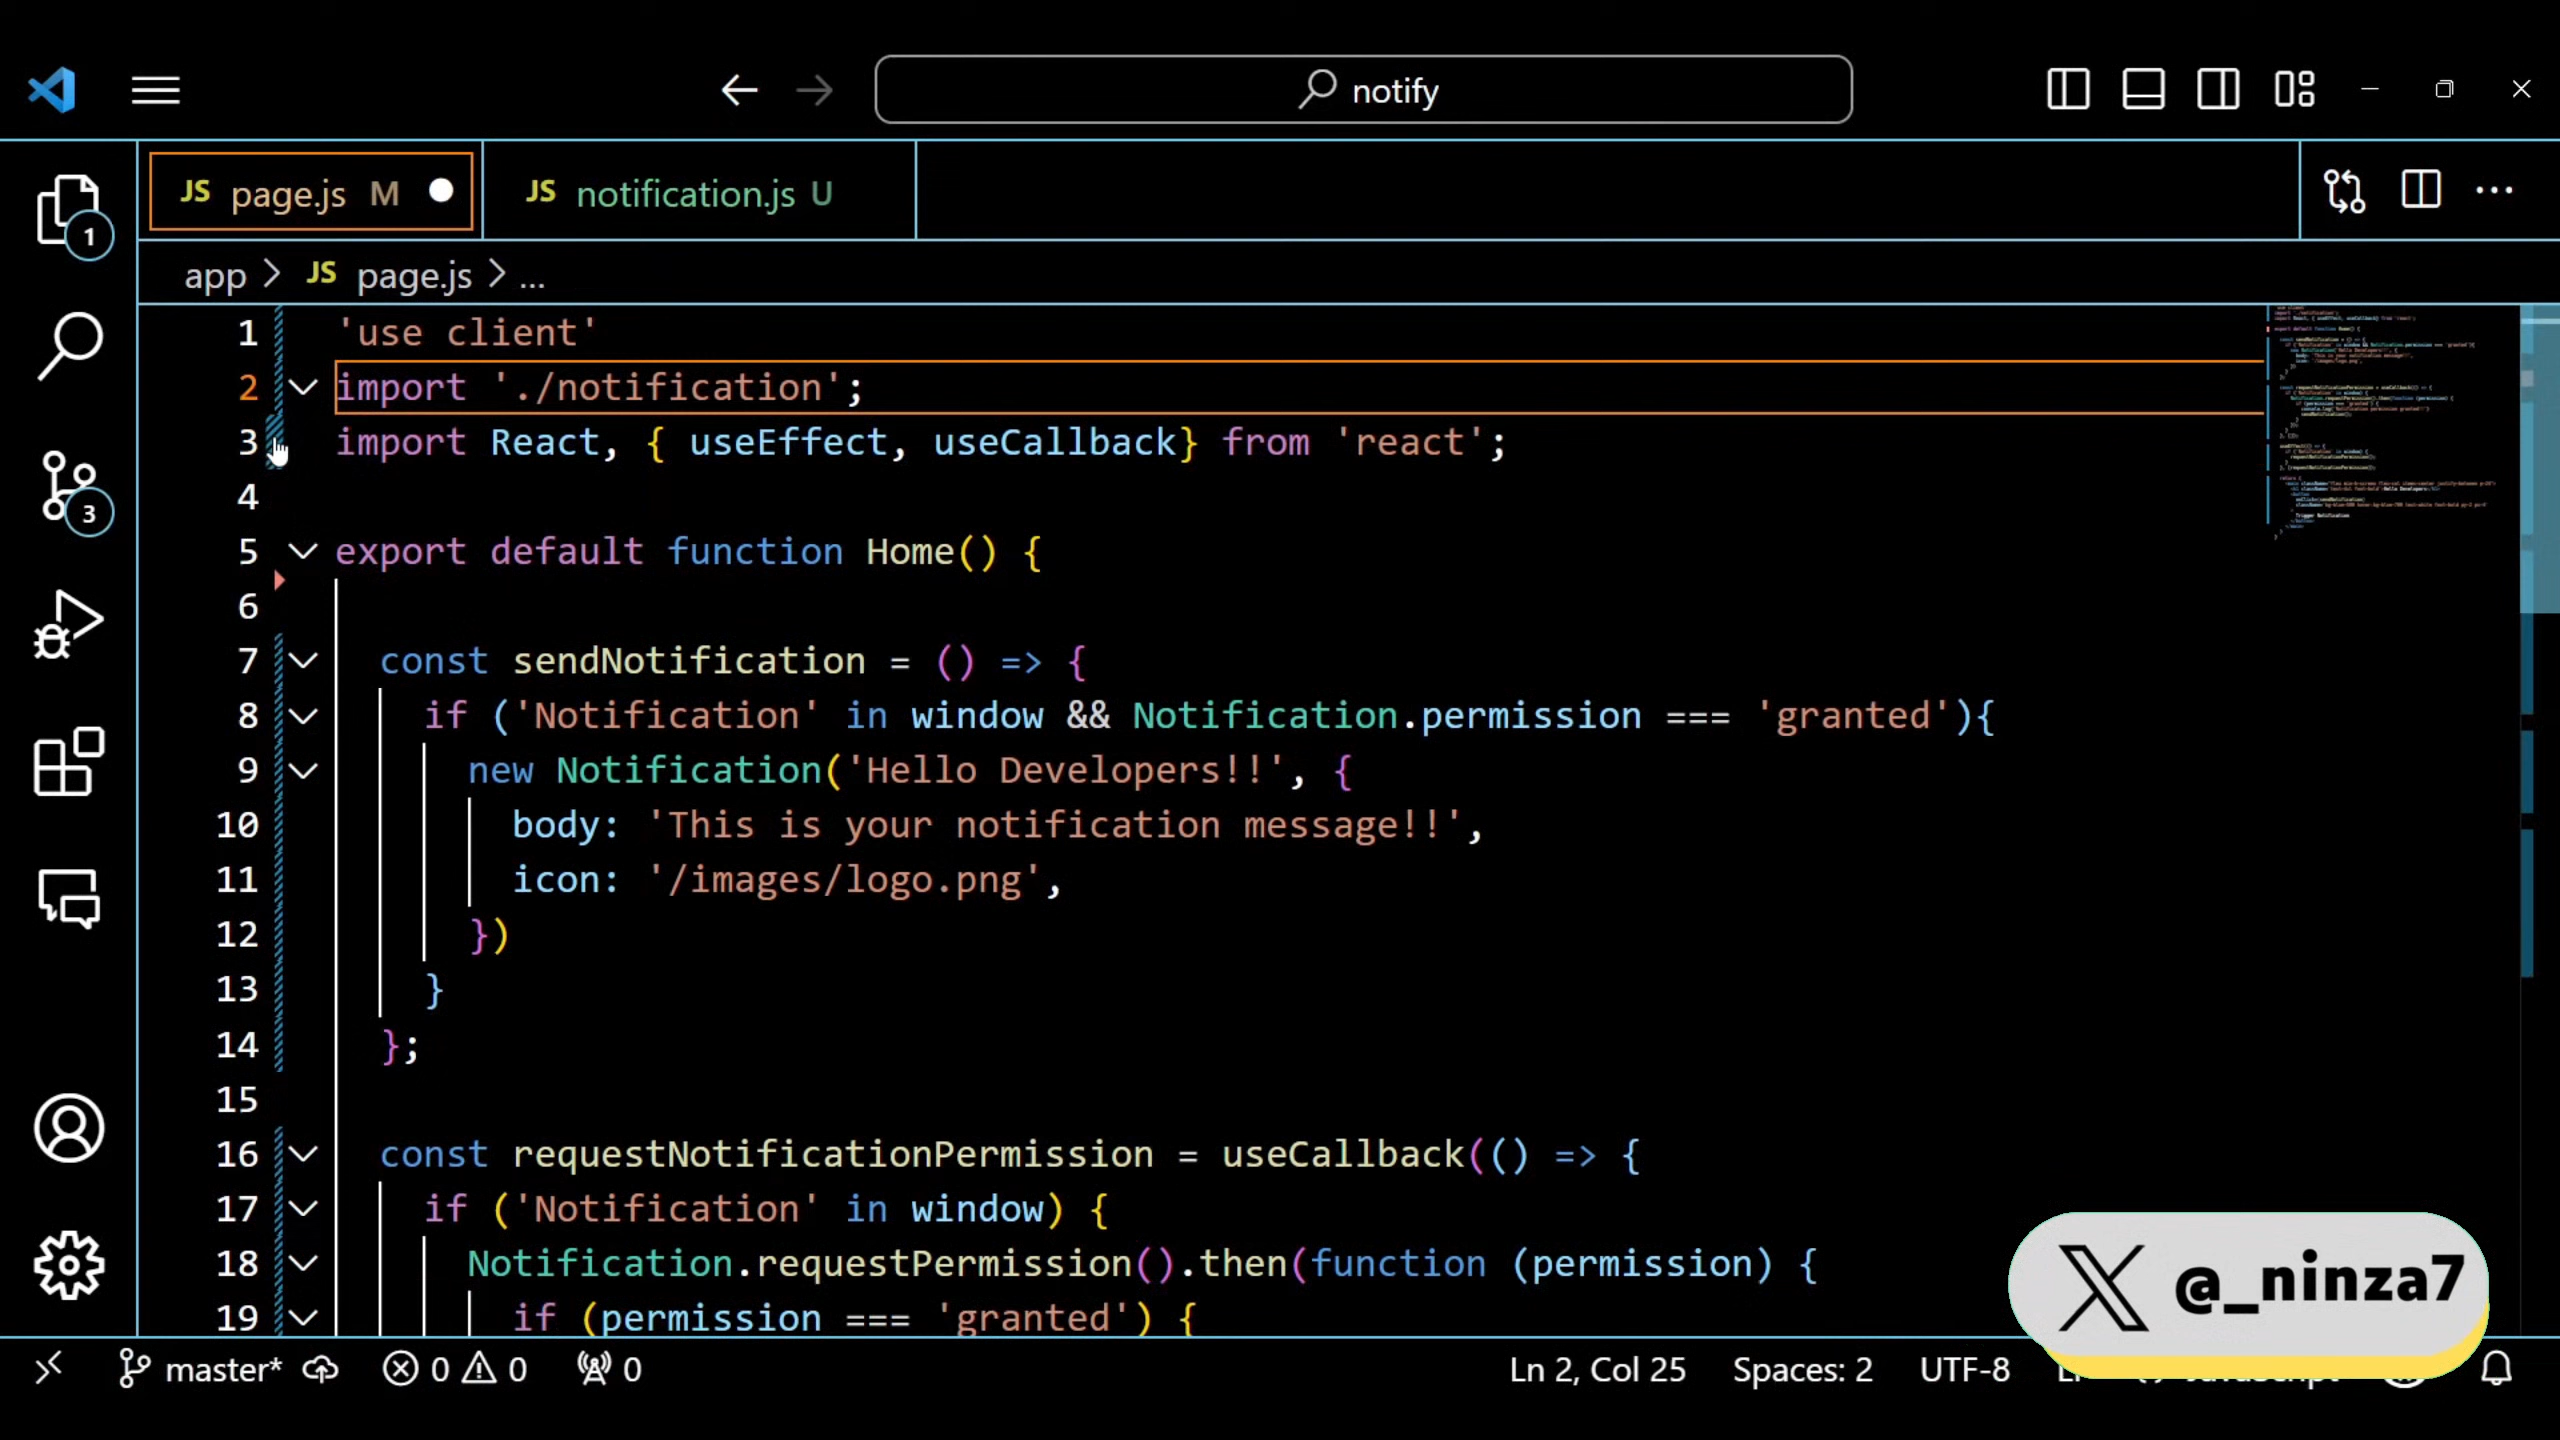 notify
JS page.js M
JS notification.js U
1
app > JS page.js > ...
1 'use client'
2 import './notification';
3 import React, { useEffect, useCallback} from 'react';
4
5 export default function Home() {
6
7 const sendNotification = () => {
8 if ('Notification' in window && Notification.permission === 'granted'){
9 new Notification('Hello Developers!!', {
10 body: 'This is your notification message!!',
11 icon: '/images/logo.png',
12 })
13 }
14 };
15
16 const requestNotificationPermission = useCallback(() => {
17 if ('Notification' in window) {
18 Notification.requestPermission().then(function (permission) {
19 if (permission === 'granted') {
3
@_ninza7
master* 0 0 0 Ln 2, Col 25 Spaces: 2 UTF-8